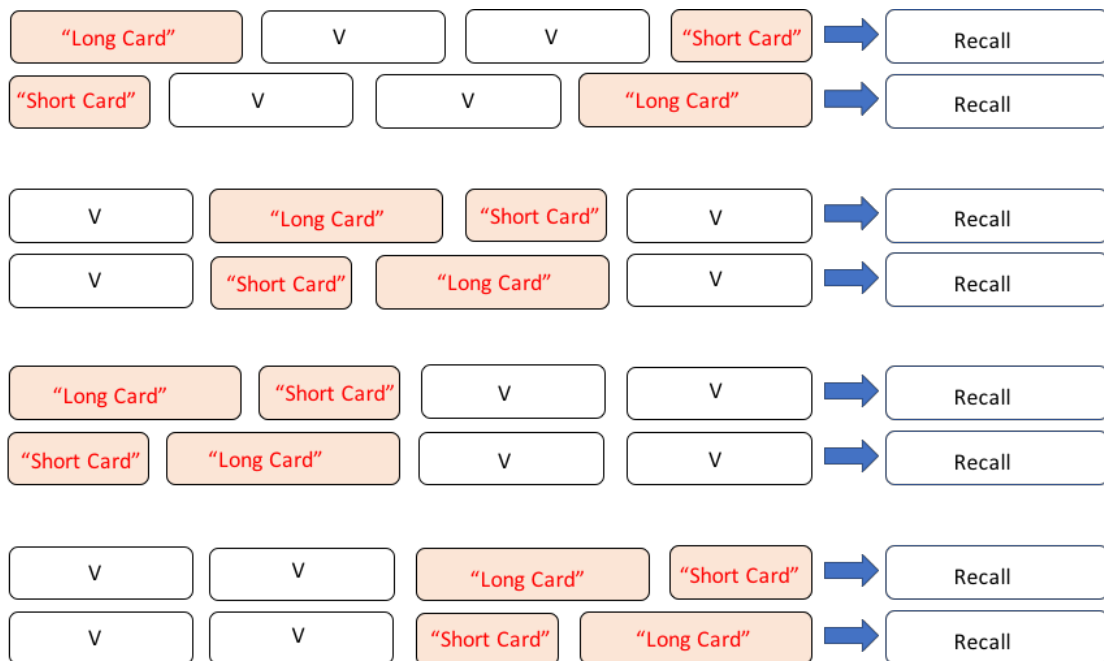 “Long Card” V V “Short Card” Recall
“Short Card” V V “Long Card” Recall
V “Long Card” “Short Card” V Recall
V “Short Card” “Long Card” V Recall
“Long Card” “Short Card” V V Recall
“Short Card” “Long Card” V V Recall
V V “Long Card” “Short Card” Recall
V V “Short Card” “Long Card” Recall